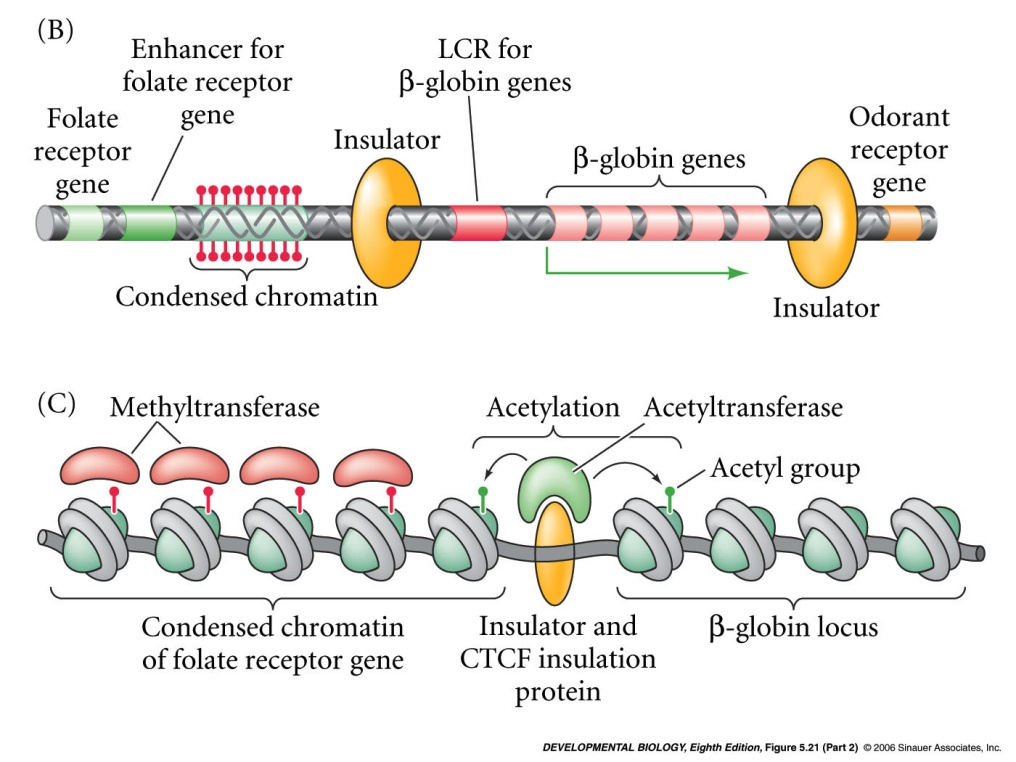 (B)
Enhancer for
folate receptor
gene
LCR for
β-globin genes
Folate
receptor
gene
Insulator
β-globin genes
Odorant
receptor
gene
Condensed chromatin
Insulator
(C)
Methyltransferase
Acetylation
Acetyltransferase
Acetyl group
Condensed chromatin
of folate receptor gene
Insulator and
CTCF insulation
protein
β-globin locus
DEVELOPMENTAL BIOLOGY, Eighth Edition, Figure 5.21 (Part 2) © 2006 Sinauer Associates, Inc.